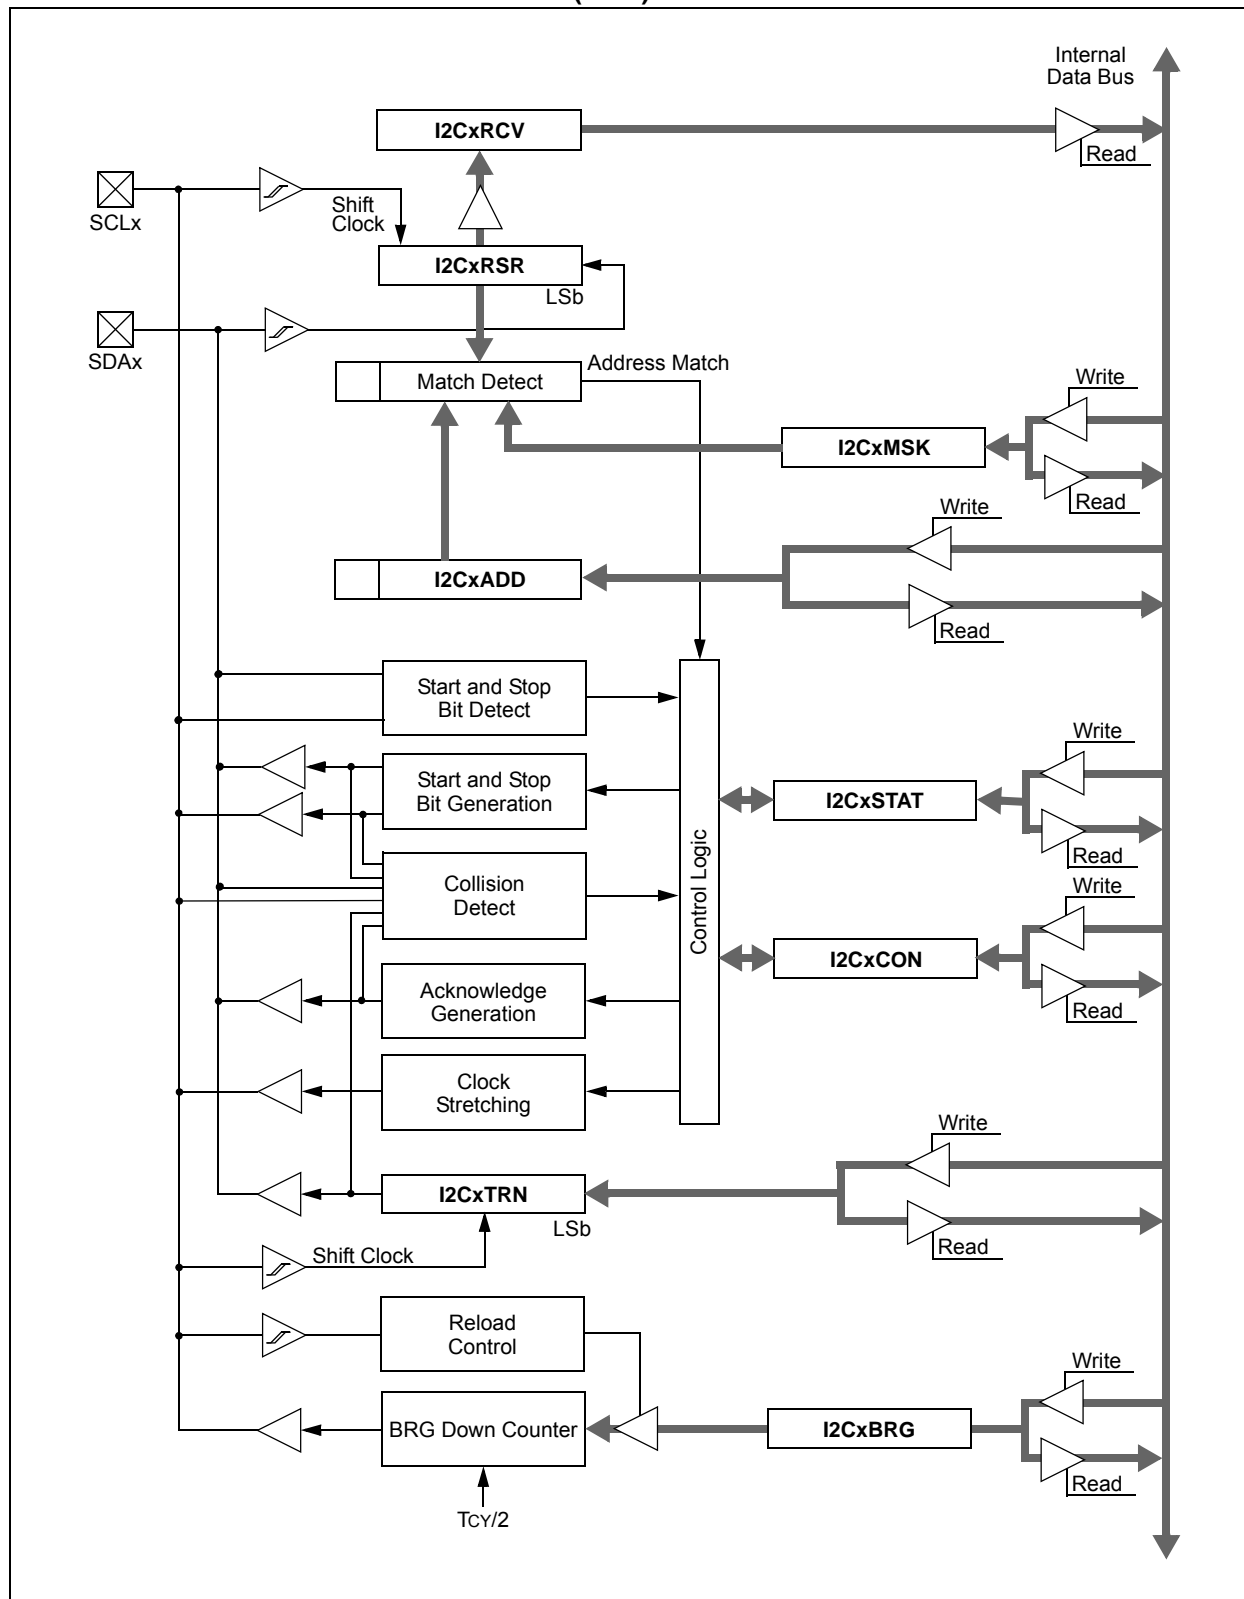 Internal
Data Bus
I2CxRCV
Read
SCLx
Shift
Clock
I2CxRSR
LSb
SDAx
Address Match
Match Detect
Write
I2CxMSK
Read
Write
I2CxADD
Read
Start and Stop
Bit Detect
Write
Start and Stop
Bit Generation
I2CxSTAT
Control Logic
Read
Collision
Detect
Write
I2CxCON
Acknowledge
Generation
Read
Clock
Stretching
Write
I2CxTRN
LSb
Read
Shift Clock
Reload
Control
Write
BRG Down Counter
I2CxBRG
Read
TCY/2